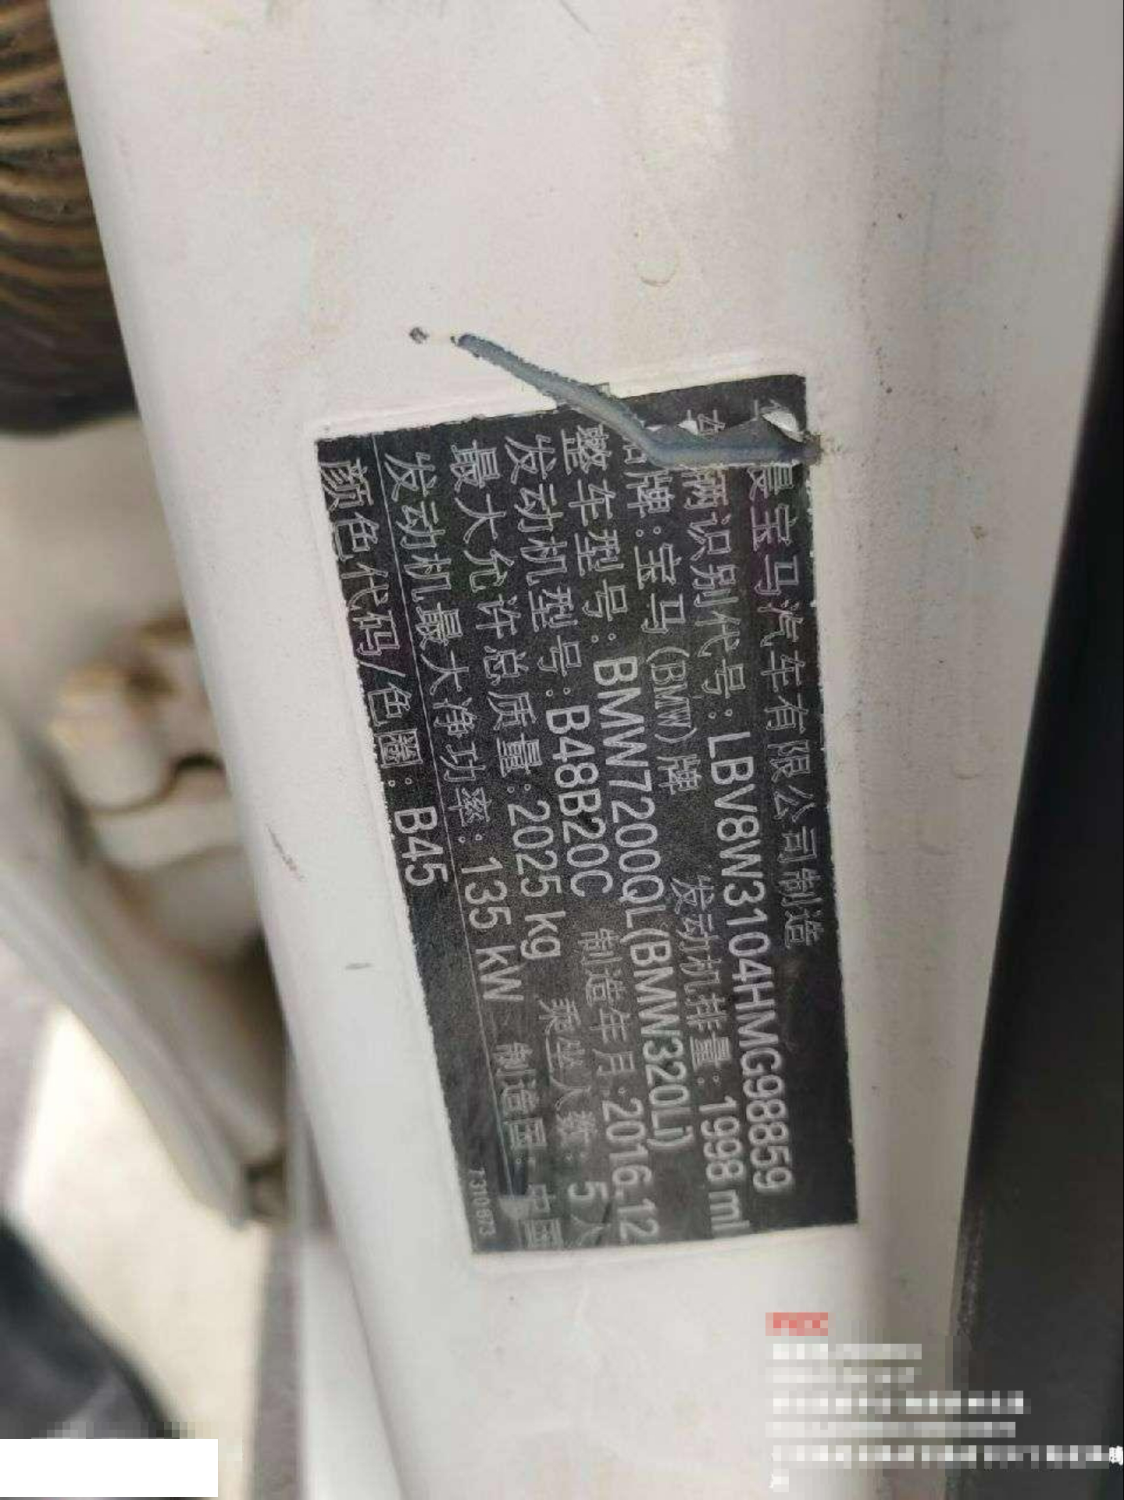 晨宝马汽车有限公司制造
车辆识别代号:LBV8W3104HMG98859
牌:宝马(BMW)牌 发动机排量:1998 ml
整车型号:BMW7200QL(BMW320Li)
发动机型号:B48B20C 制造年月:2016.12
最大允许总质量:2025 kg 乘坐人数:5人
发动机最大净功率:135 kW 制造国:中国
颜色代码/色圈:B45
7310873